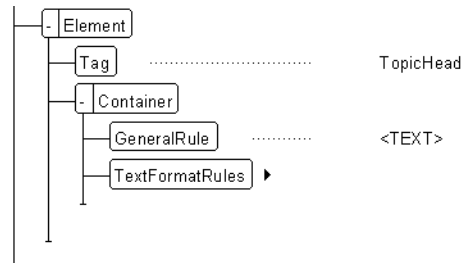 - Element
Tag .............................. TopicHead
- Container
GeneralRule ........... <TEXT>
TextFormatRules